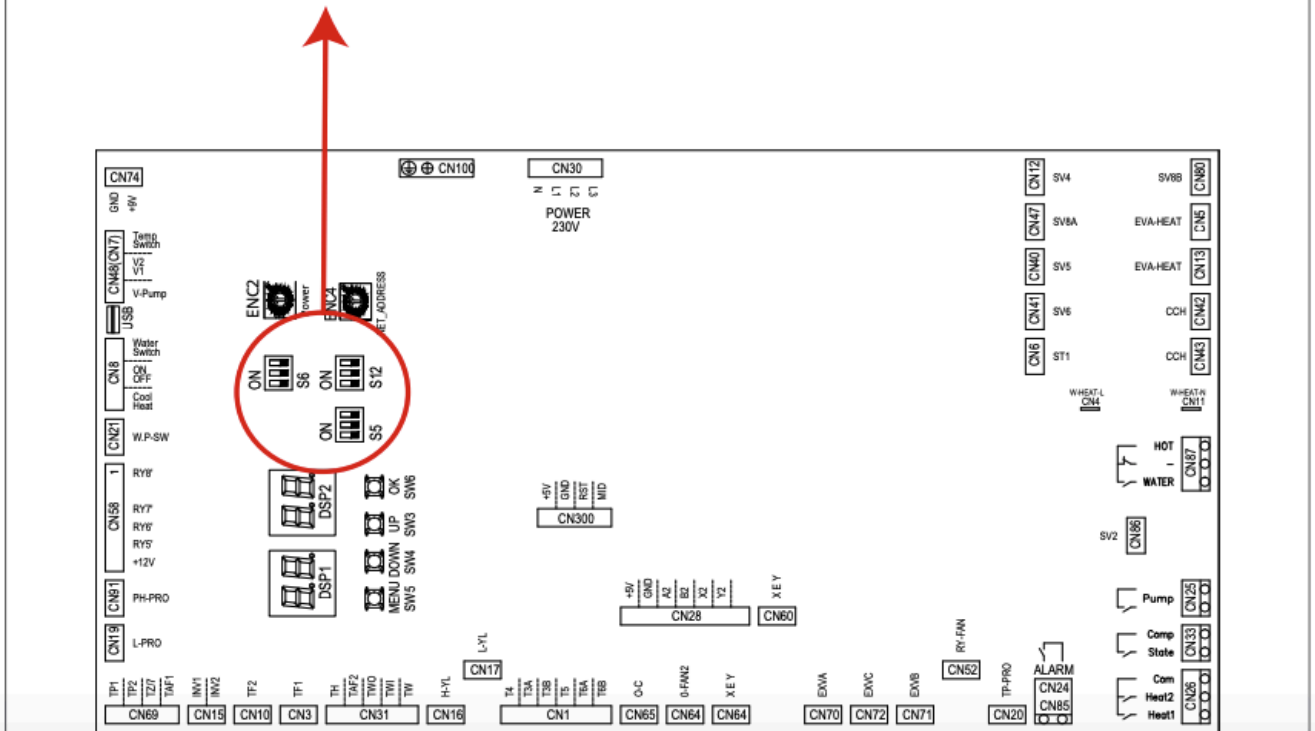 CN74
GND
+9V
CN100
CN30
N
L1
L2
L3
POWER
230V
CN12
SV4
SV8B
CN80
CN47
SV8A
EVA-HEAT
CN5
CN40
SV5
EVA-HEAT
CN13
CN41
SV6
CCH
CN42
CN6
ST1
CCH
CN43
W-HEAT-L
CN4
W-HEAT-N
CN11
CN48(CN7)
Temp
Switch
V2
V1
V-Pump
USB
CN8
Water
Switch
ON
OFF
Cool
Heat
CN21
W.P-SW
ENC2
ENC4
ON
S6
ON
S12
ON
S5
CN58
1
RY8'
RY7'
RY6'
RY5'
+12V
DSP2
DSP1
OK
SW6
UP
SW3
DOWN
SW4
MENU
SW5
+5V
GND
RST
MID
CN300
HOT
–
WATER
CN87
SV2
CN86
CN91
PH-PRO
CN19
L-PRO
+5V
GND
A2
B2
X2
Y2
CN28
X E Y
CN60
Pump
CN25
Comp
State
CN33
Com
Heat2
Heat1
CN26
L-YL
CN17
RY-FAN
CN52
ALARM
CN24
CN85
TP1
TP2
TZ/7
TAF1
CN69
INV1
INV2
CN15
TF2
CN10
TF1
CN3
TH
TAF2
TWO
TWI
TW
CN31
H-YL
CN16
T4
T3A
T3B
T5
T6A
T6B
CN1
O-C
CN65
0-FAN2
CN64
X E Y
CN64
EXVA
CN70
EXVC
CN72
EXVB
CN71
TP-PRO
CN20